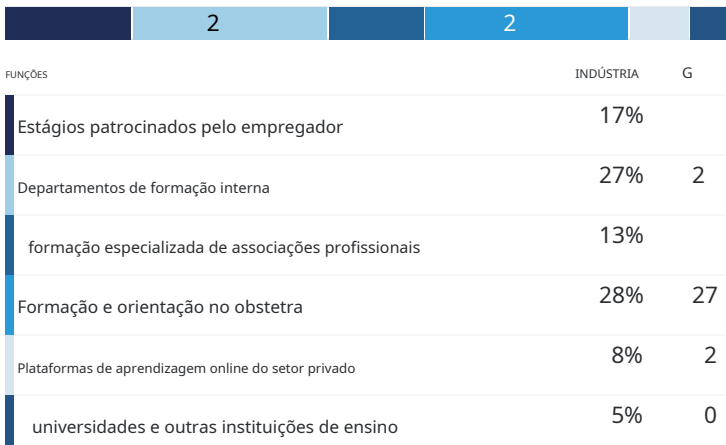 2 2
FUNÇÕES INDÚSTRIA G
Estágios patrocinados pelo empregador 17%
Departamentos de formação interna 27% 2
formação especializada de associações profissionais 13%
Formação e orientação no obstetra 28% 27
Plataformas de aprendizagem online do setor privado 8% 2
universidades e outras instituições de ensino 5% 0